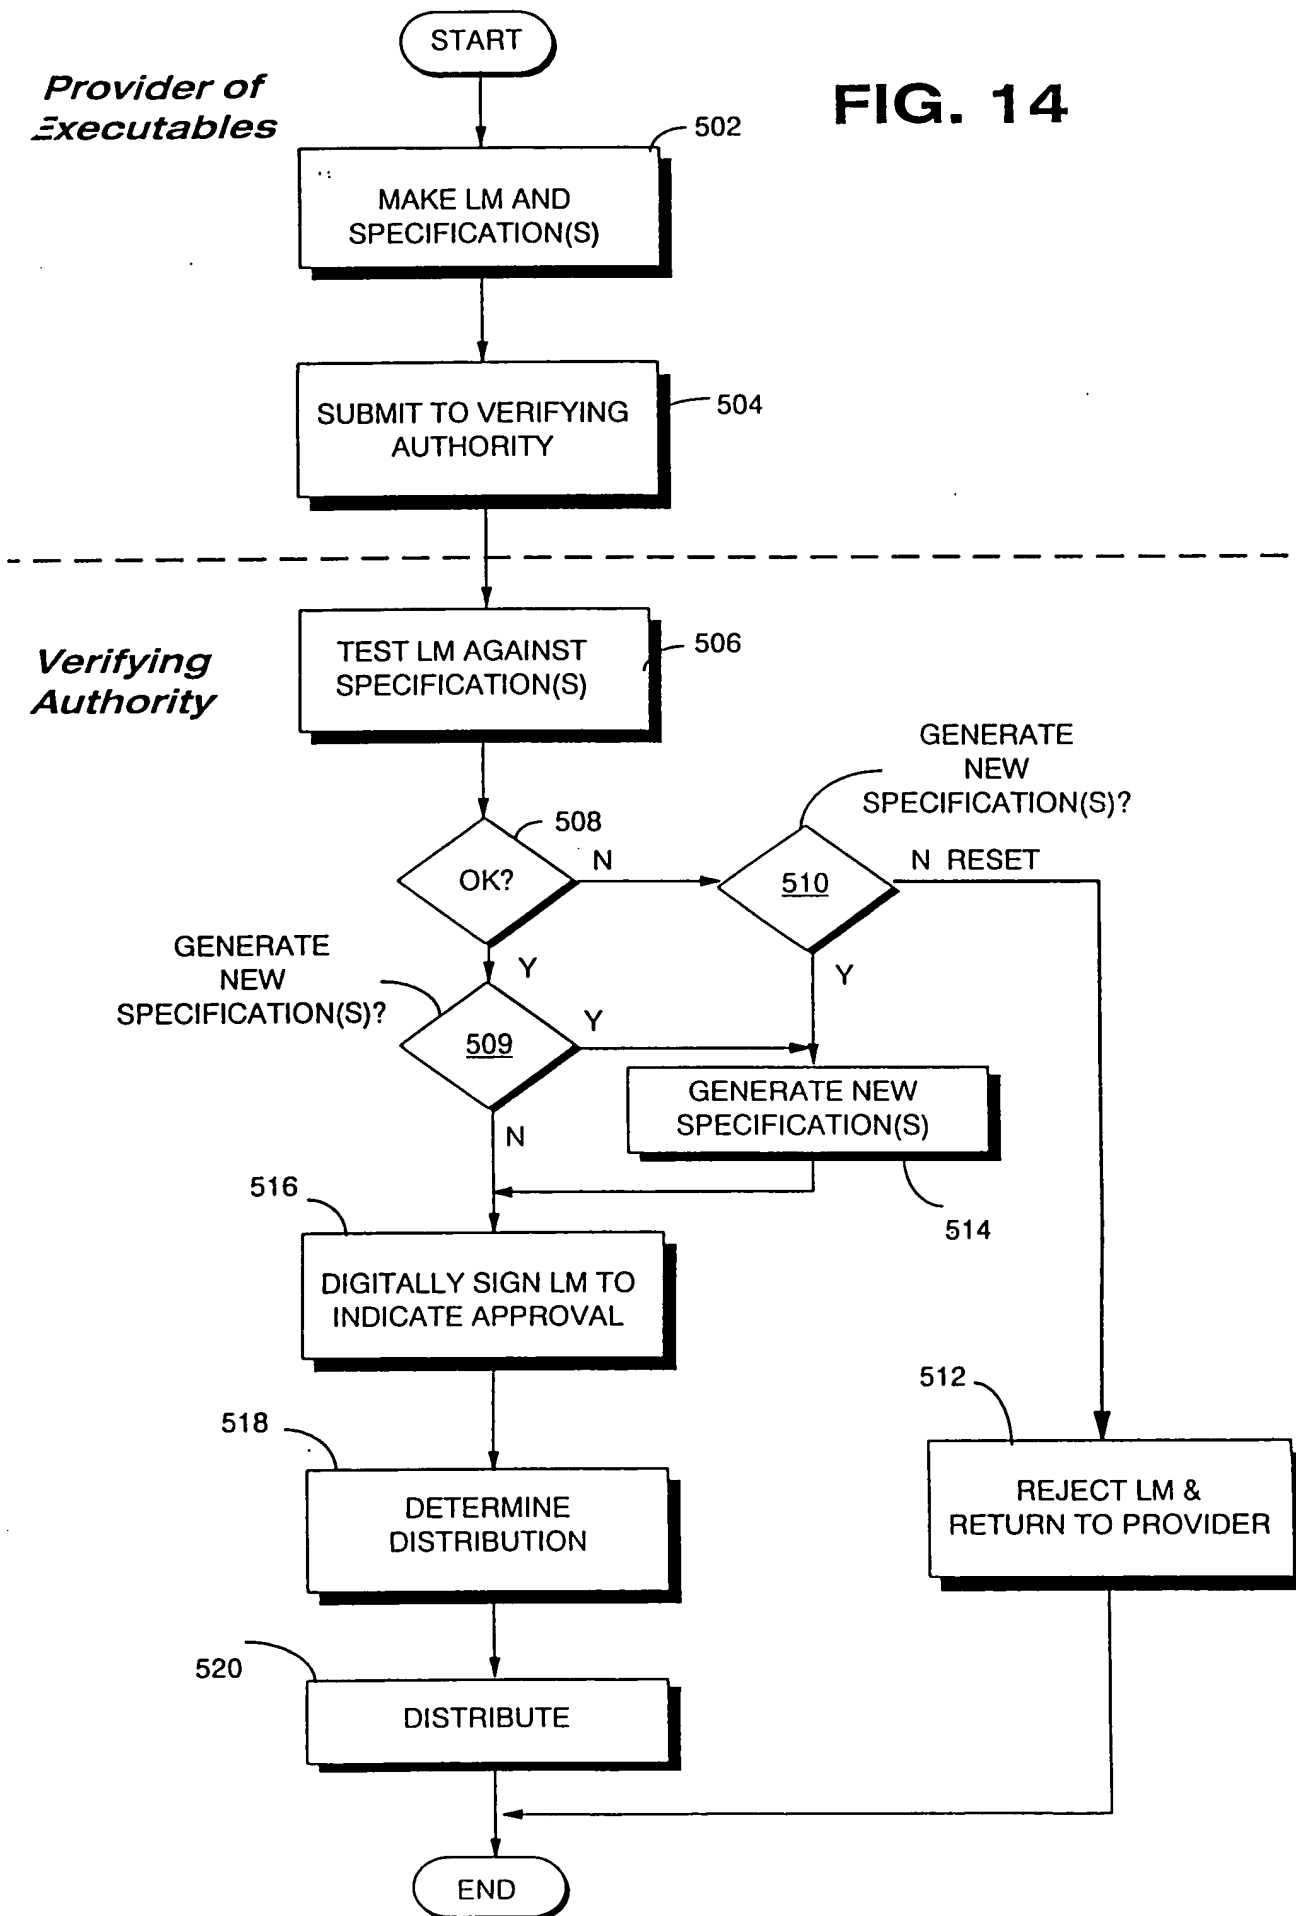 START
Provider of
Executables
FIG. 14
502
MAKE LM AND
SPECIFICATION(S)
SUBMIT TO VERIFYING
AUTHORITY
504
Verifying
Authority
TEST LM AGAINST
SPECIFICATION(S)
506
GENERATE
NEW
SPECIFICATION(S)?
508
OK?
N
510
N RESET
GENERATE
NEW
SPECIFICATION(S)?
Y
Y
509
Y
GENERATE NEW
SPECIFICATION(S)
N
514
516
DIGITALLY SIGN LM TO
INDICATE APPROVAL
512
518
DETERMINE
DISTRIBUTION
REJECT LM &
RETURN TO PROVIDER
520
DISTRIBUTE
END